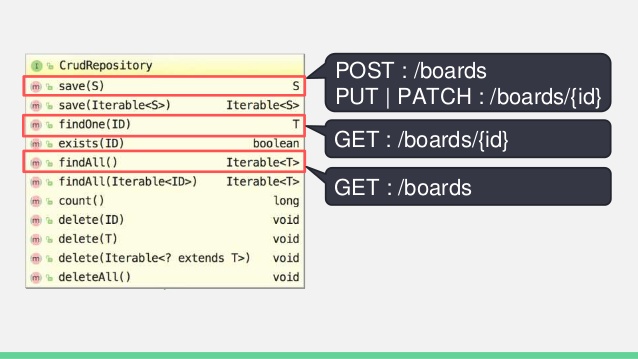 CrudRepository
save(S) S
save(Iterable<S>) Iterable<S>
findOne(ID) T
exists(ID) boolean
findAll() Iterable<T>
findAll(Iterable<ID>) Iterable<T>
count() long
delete(ID) void
delete(T) void
delete(Iterable<? extends T>) void
deleteAll() void
POST : /boards
PUT | PATCH : /boards/{id}
GET : /boards/{id}
GET : /boards